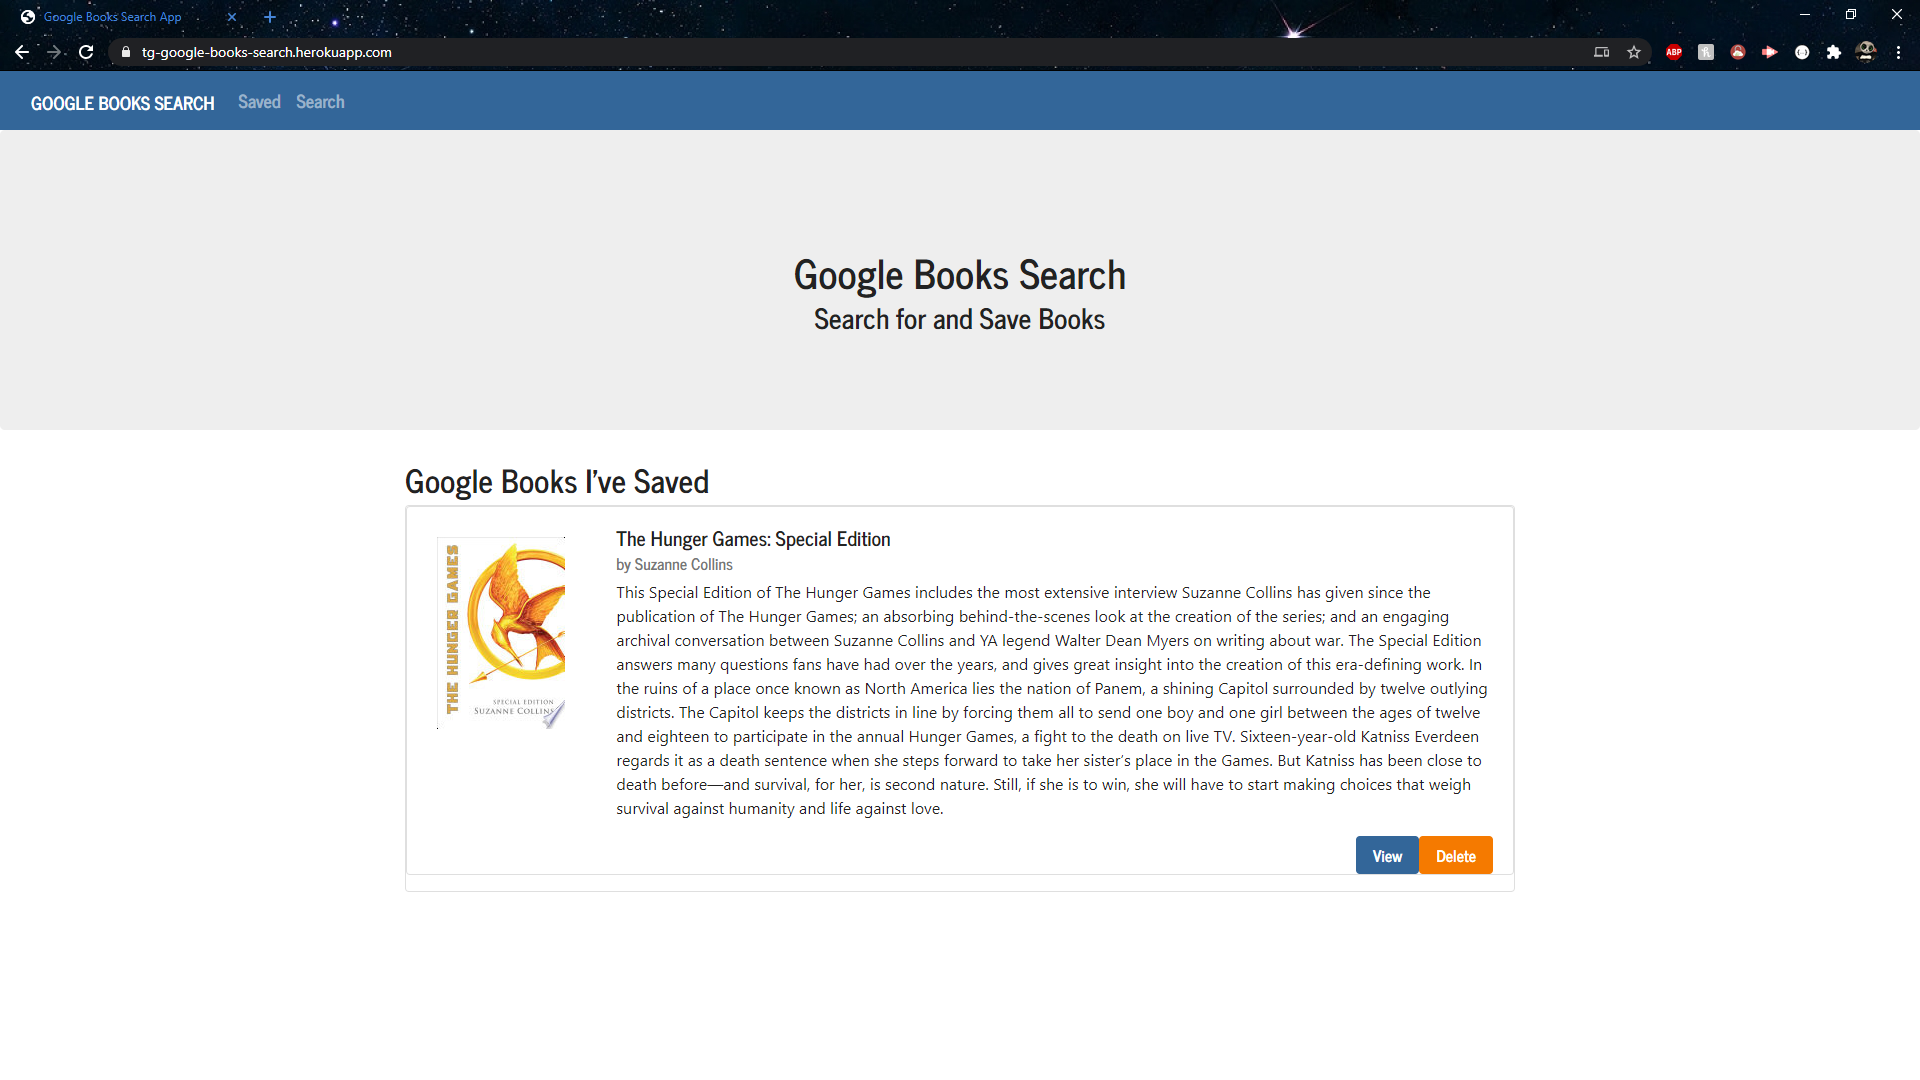 Google Books Search App
tg-google-books-search.herokuapp.com
ABP
GOOGLE BOOKS SEARCH Saved Search
Google Books Search
Search for and Save Books
Google Books I've Saved
THE HUNGER GAMES
SPECIAL EDITION
SUZANNE COLLINS
The Hunger Games: Special Edition
by Suzanne Collins
This Special Edition of The Hunger Games includes the most extensive interview Suzanne Collins has given since the
publication of The Hunger Games; an absorbing behind-the-scenes look at the creation of the series; and an engaging
archival conversation between Suzanne Collins and YA legend Walter Dean Myers on writing about war. The Special Edition
answers many questions fans have had over the years, and gives great insight into the creation of this era-defining work. In
the ruins of a place once known as North America lies the nation of Panem, a shining Capitol surrounded by twelve outlying
districts. The Capitol keeps the districts in line by forcing them all to send one boy and one girl between the ages of twelve
and eighteen to participate in the annual Hunger Games, a fight to the death on live TV. Sixteen-year-old Katniss Everdeen
regards it as a death sentence when she steps forward to take her sister's place in the Games. But Katniss has been close to
death before—and survival, for her, is second nature. Still, if she is to win, she will have to start making choices that weigh
survival against humanity and life against love.
View Delete